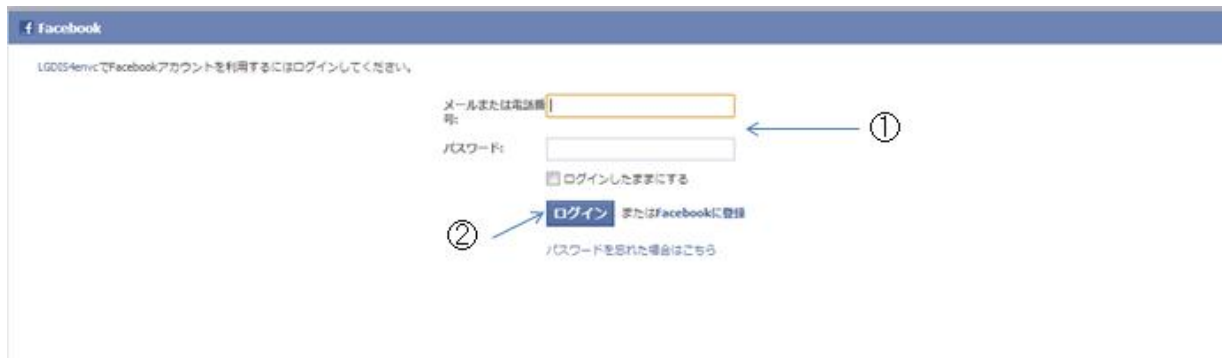 Facebook
LGDIS4envcでFacebookアカウントを利用するにはログインしてください。
メールまたは電話番
号:
①
パスワード:
ログインしたままにする
② ログイン またはFacebookに登録
パスワードを忘れた場合はこちら